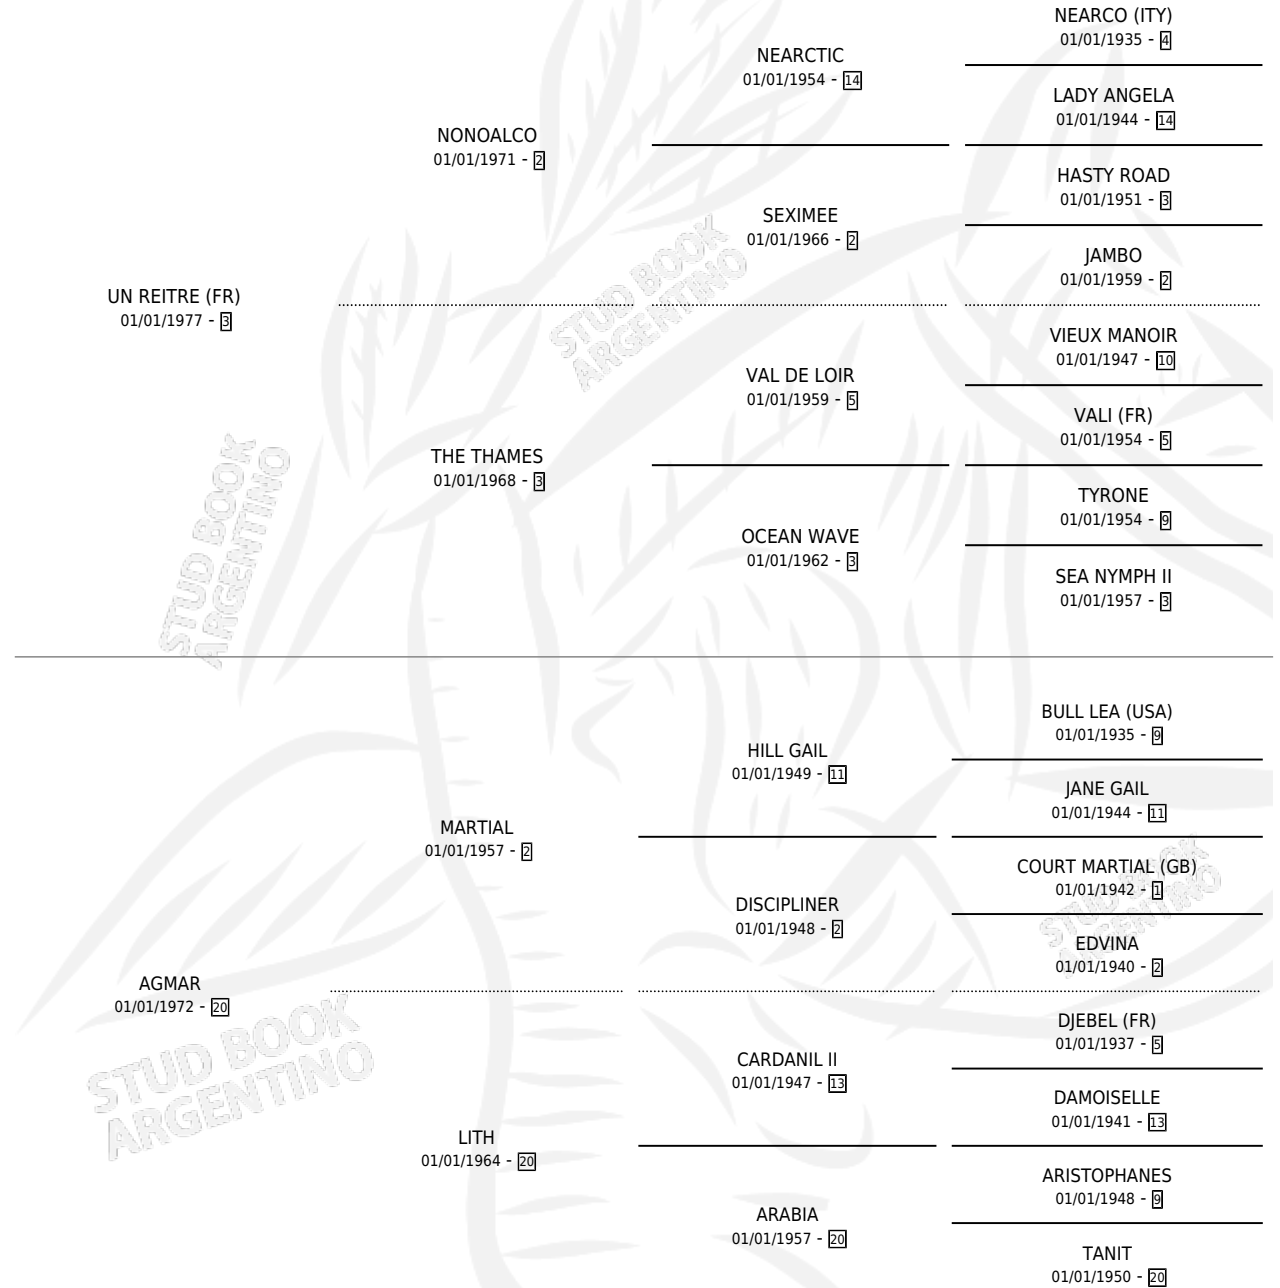 NEARCO (ITY)
01/01/1935 - 4
NEARCTIC
01/01/1954 - 14
LADY ANGELA
01/01/1944 - 14
NONOALCO
01/01/1971 - 2
HASTY ROAD
01/01/1951 - 3
SEXIMEE
01/01/1966 - 2
JAMBO
01/01/1959 - 2
UN REITRE (FR)
01/01/1977 - 3
VIEUX MANOIR
01/01/1947 - 10
VAL DE LOIR
01/01/1959 - 5
VALI (FR)
01/01/1954 - 5
THE THAMES
01/01/1968 - 3
TYRONE
01/01/1954 - 9
OCEAN WAVE
01/01/1962 - 3
SEA NYMPH II
01/01/1957 - 3
BULL LEA (USA)
01/01/1935 - 9
HILL GAIL
01/01/1949 - 11
JANE GAIL
01/01/1944 - 11
MARTIAL
01/01/1957 - 2
COURT MARTIAL (GB)
01/01/1942 - 1
DISCIPLINER
01/01/1948 - 2
EDVINA
01/01/1940 - 2
AGMAR
01/01/1972 - 20
DJEBEL (FR)
01/01/1937 - 5
CARDANIL II
01/01/1947 - 13
DAMOISELLE
01/01/1941 - 13
LITH
01/01/1964 - 20
ARISTOPHANES
01/01/1948 - 9
ARABIA
01/01/1957 - 20
TANIT
01/01/1950 - 20
STUD BOOK
ARGENTINO
STUD BOOK
ARGENTINO
STUD BOOK
ARGENTINO
STUD BOOK
ARGENTINO